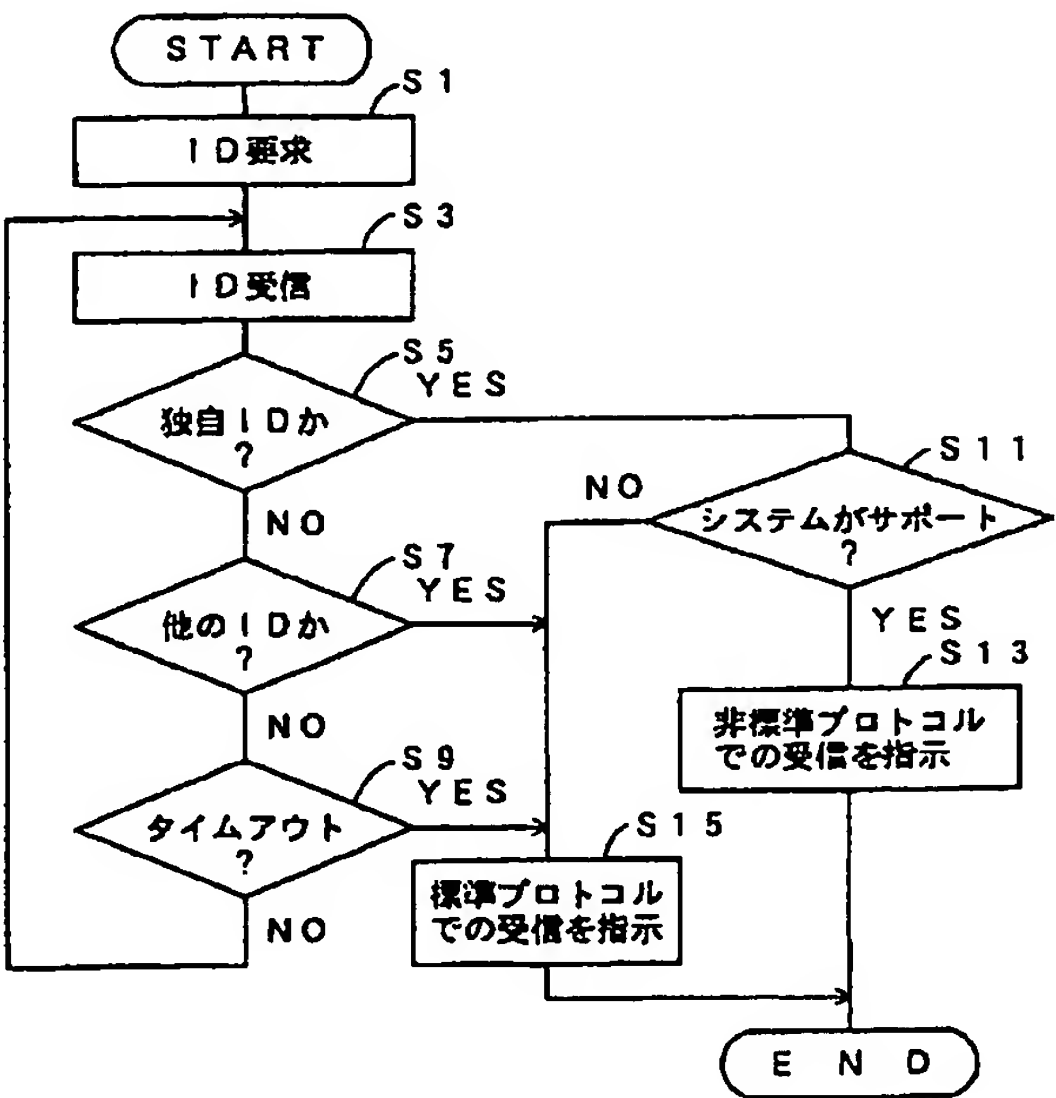 START
S1
ID要求
S3
ID受信
S5
YES
独自IDか
?
NO
S11
NO
システムがサポート
?
S7
YES
他のIDか
?
NO
YES
S13
非標準プロトコル
での受信を指示
S9
YES
タイムアウト
?
NO
S15
標準プロトコル
での受信を指示
END